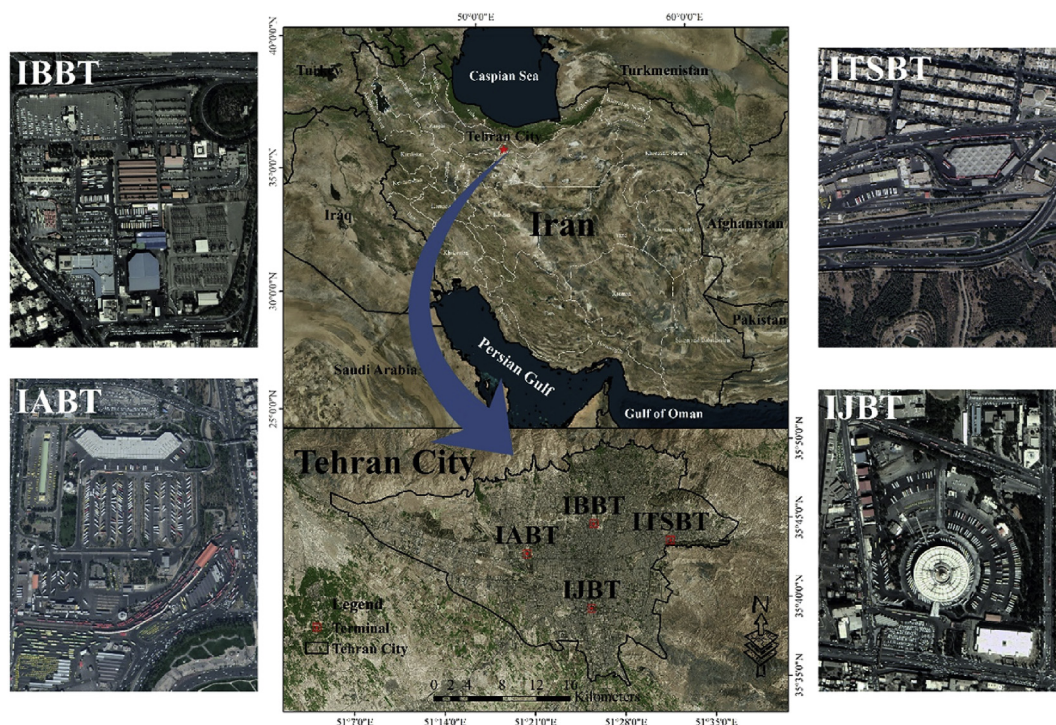 50°0'0"E
60°0'0"E
40°0'0"N
35°0'0"N
30°0'0"N
25°0'0"N
IBBT
ITSBT
IABT
IJBT
Turkey
Caspian Sea
Turkmenistan
Tehran City
Iraq
Iran
Afghanistan
Pakistan
Saudi Arabia
Persian Gulf
Gulf of Oman
Tehran City
IBBT
ITSBT
IABT
IJBT
Legend
Terminal
Tehran City
N
0 2 4 8 12 16
Kilometers
35°50'0"N
35°45'0"N
35°40'0"N
35°35'0"N
51°7'0"E
51°14'0"E
51°21'0"E
51°28'0"E
51°35'0"E